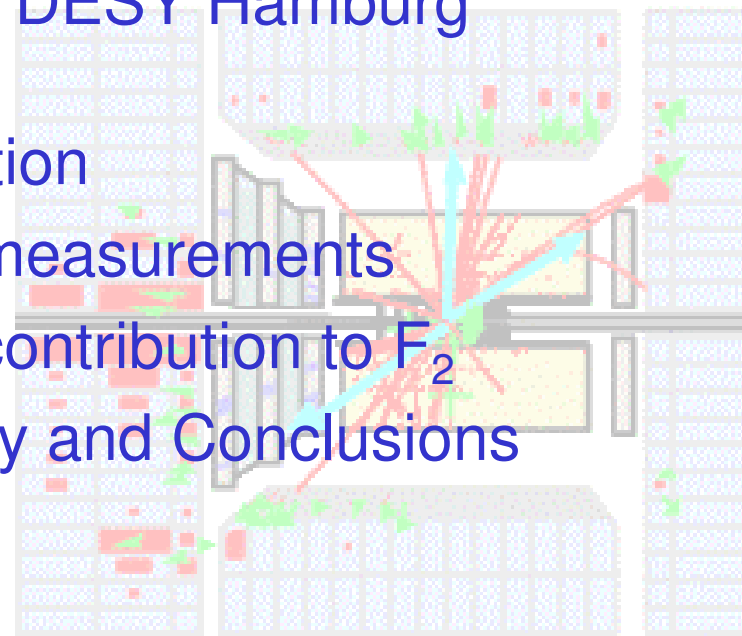 DESY Hamburg
tion
measurements
contribution to F₂
y and Conclusions